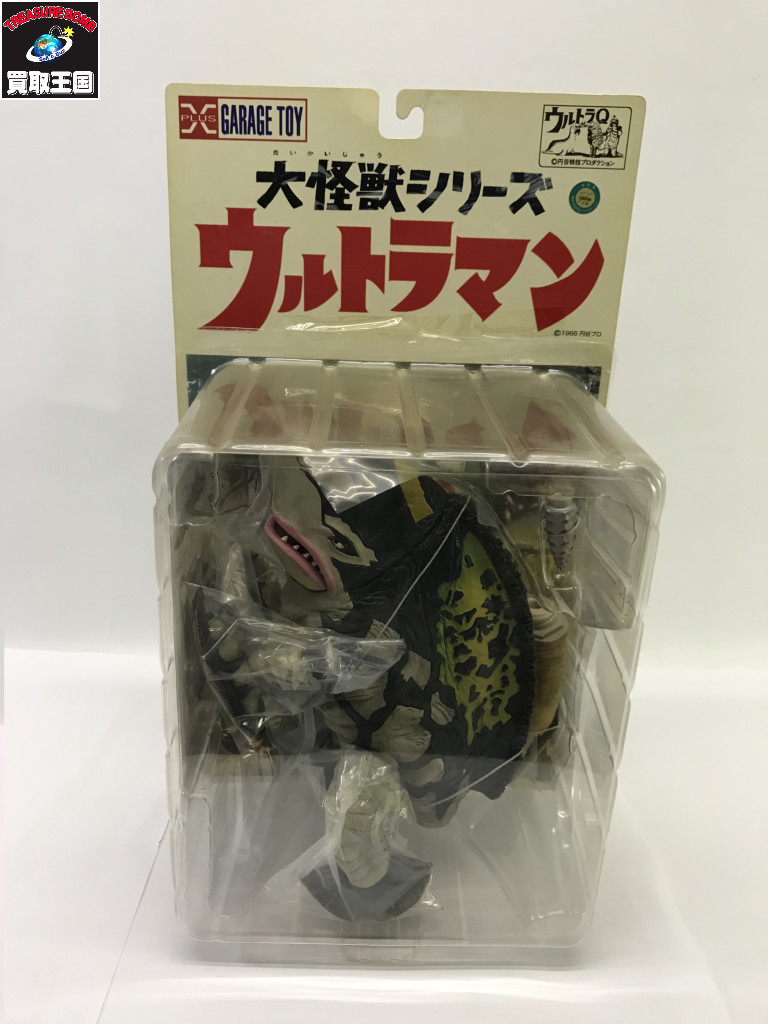 TREASURE BOMB
買取王国
X PLUS
GARAGE TOY
ウルトラQ
©円谷特技プロダクション
だいかいじゅう
大怪獣シリーズ
ウルトラマン
©1966 円谷プロ